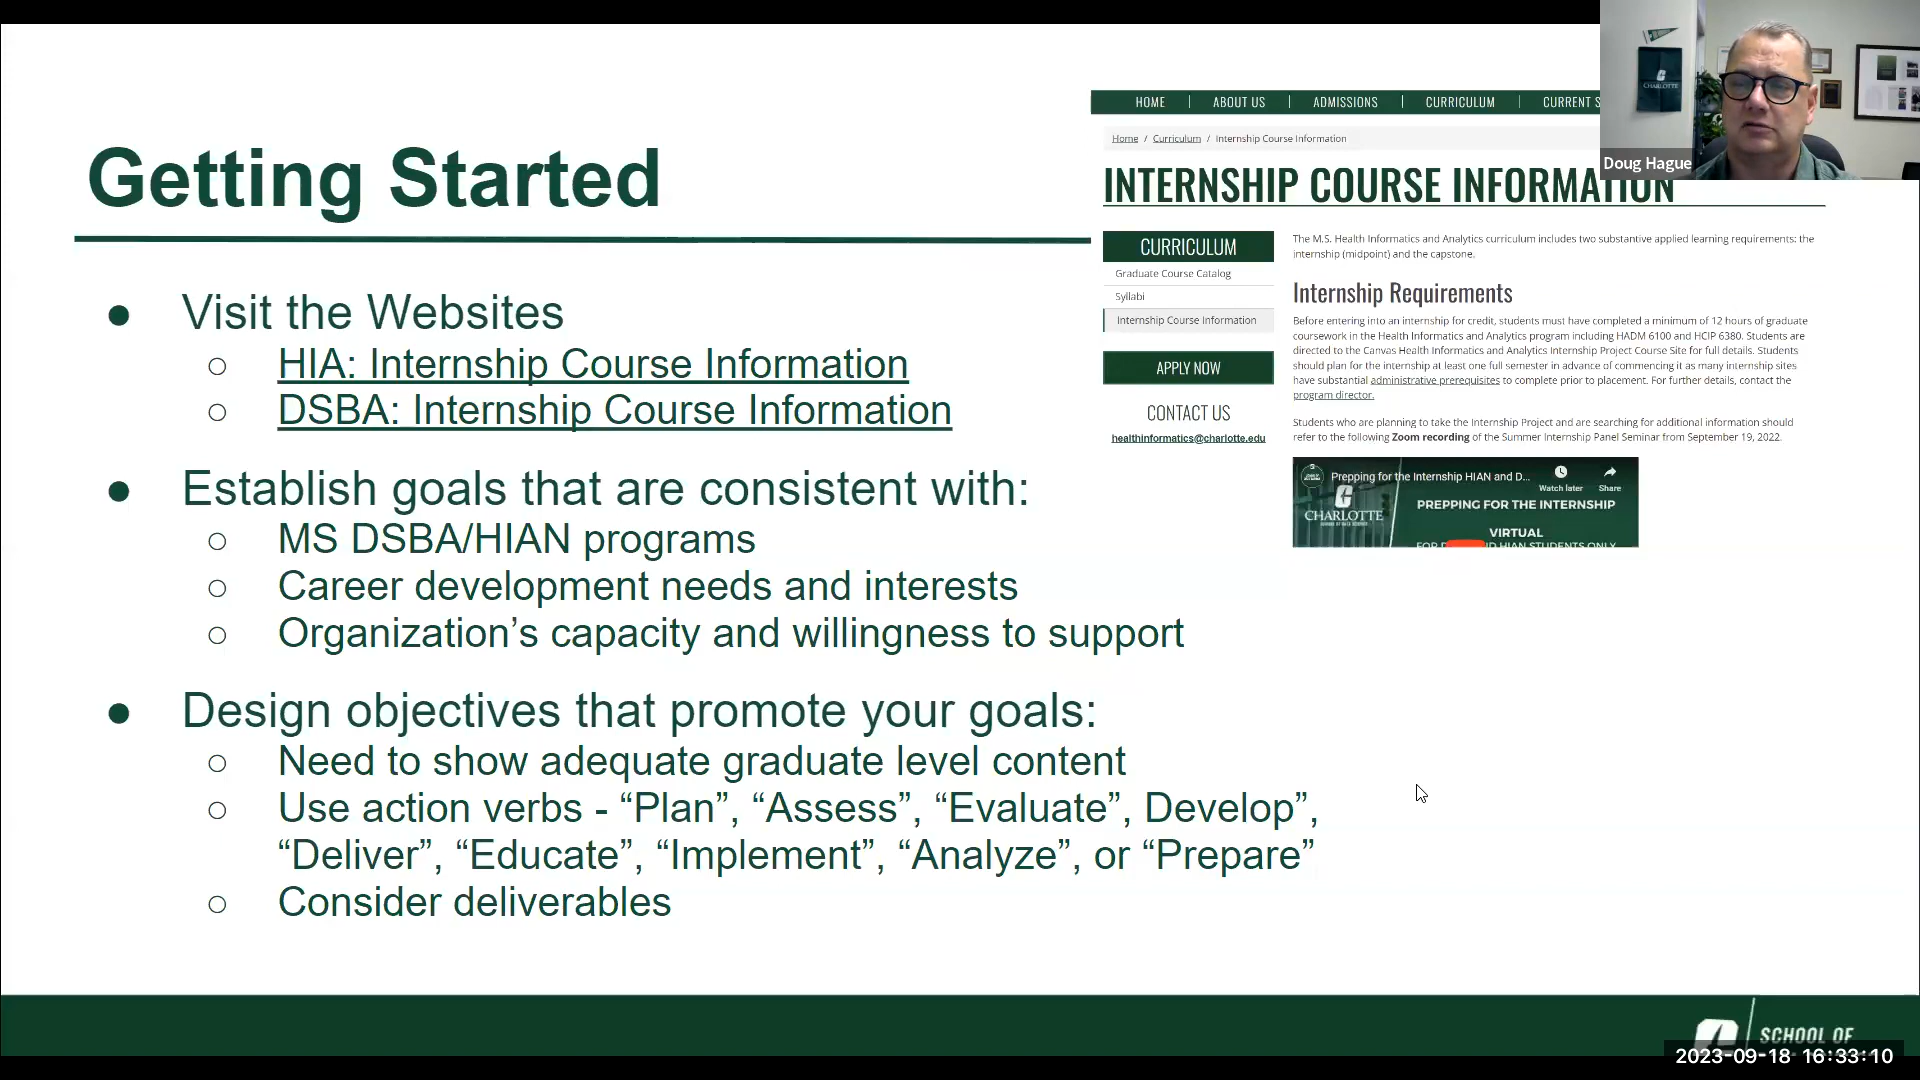 Getting Started
● Visit the Websites
○ HIA: Internship Course Information
○ DSBA: Internship Course Information
● Establish goals that are consistent with:
○ MS DSBA/HIAN programs
○ Career development needs and interests
○ Organization’s capacity and willingness to support
● Design objectives that promote your goals:
○ Need to show adequate graduate level content
○ Use action verbs - “Plan”, “Assess”, “Evaluate”, Develop”,
“Deliver”, “Educate”, “Implement”, “Analyze”, or “Prepare”
○ Consider deliverables
HOME | ABOUT US | ADMISSIONS | CURRICULUM | CURRENT S
Home / Curriculum / Internship Course Information
INTERNSHIP COURSE INFORMATION
CURRICULUM
Graduate Course Catalog
Syllabi
Internship Course Information
APPLY NOW
CONTACT US
healthinformatics@charlotte.edu
The M.S. Health Informatics and Analytics curriculum includes two substantive applied learning requirements: the
internship (midpoint) and the capstone.
Internship Requirements
Before entering into an internship for credit, students must have completed a minimum of 12 hours of graduate
coursework in the Health Informatics and Analytics program including HADM 6100 and HCIP 6380. Students are
directed to the Canvas Health Informatics and Analytics Internship Project Course Site for full details. Students
should plan for the internship at least one full semester in advance of commencing it as many internship sites
have substantial administrative prerequisites to complete prior to placement. For further details, contact the
program director.
Students who are planning to take the Internship Project and are searching for additional information should
refer to the following Zoom recording of the Summer Internship Panel Seminar from September 19, 2022.
Prepping for the Internship HIAN and D...
Watch later
Share
CHARLOTTE
PREPPING FOR THE INTERNSHIP
VIRTUAL
HIAN STUDENTS ONLY
CHARLOTTE
Doug Hague
SCHOOL OF
2023-09-18 16:33:10